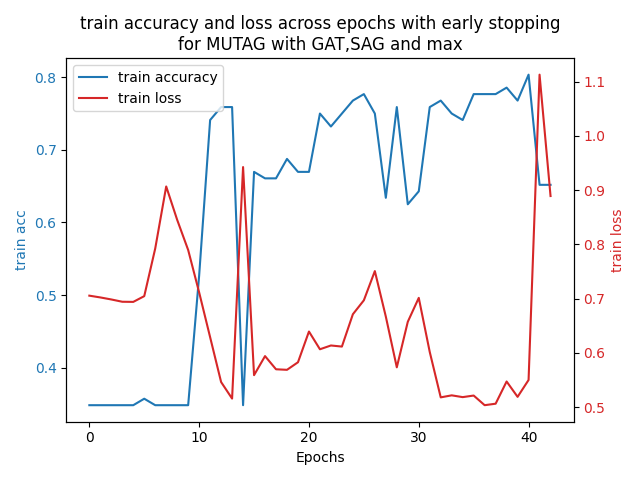 train accuracy and loss across epochs with early stopping
for MUTAG with GAT,SAG and max
train accuracy
train loss
train acc
0.8
0.7
0.6
0.5
0.4
1.1
1.0
0.9
0.8
0.7
0.6
0.5
train loss
0 10 20 30 40
Epochs